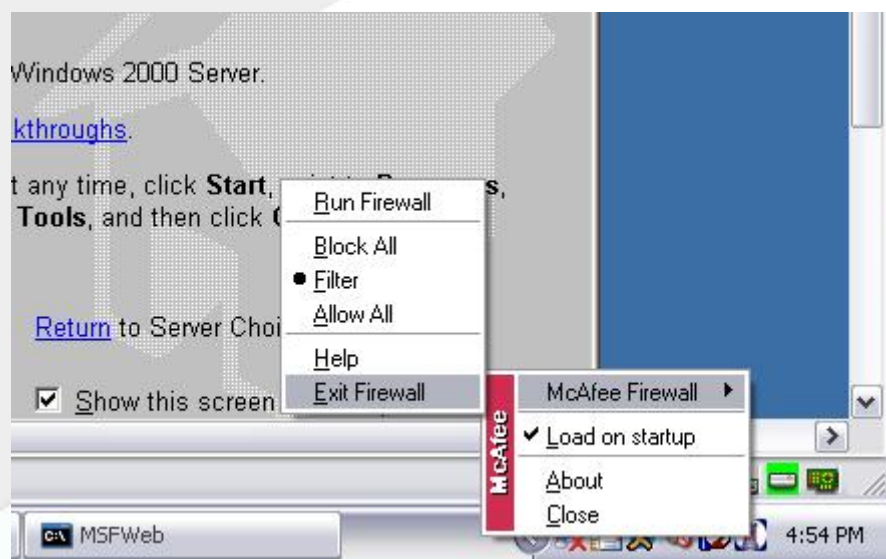 Windows 2000 Server.
kthroughs.
t any time, click Start,
s,
Tools, and then click
Return to Server Choi
Show this screen
Run Firewall
Block All
Filter
Allow All
Help
Exit Firewall
McAfee
McAfee Firewall
Load on startup
About
Close
MSFWeb
4:54 PM